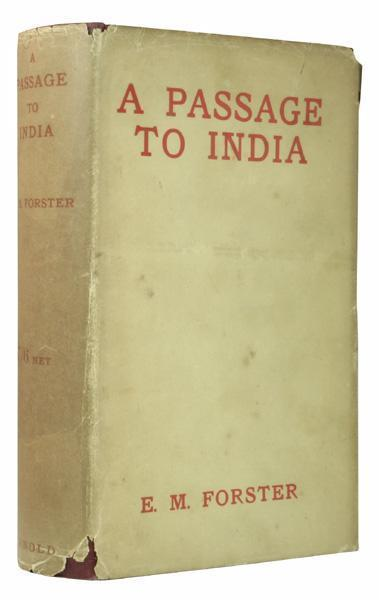 A
PASSAGE
TO
INDIA
FORSTER
NET
A PASSAGE
TO INDIA
E. M. FORSTER